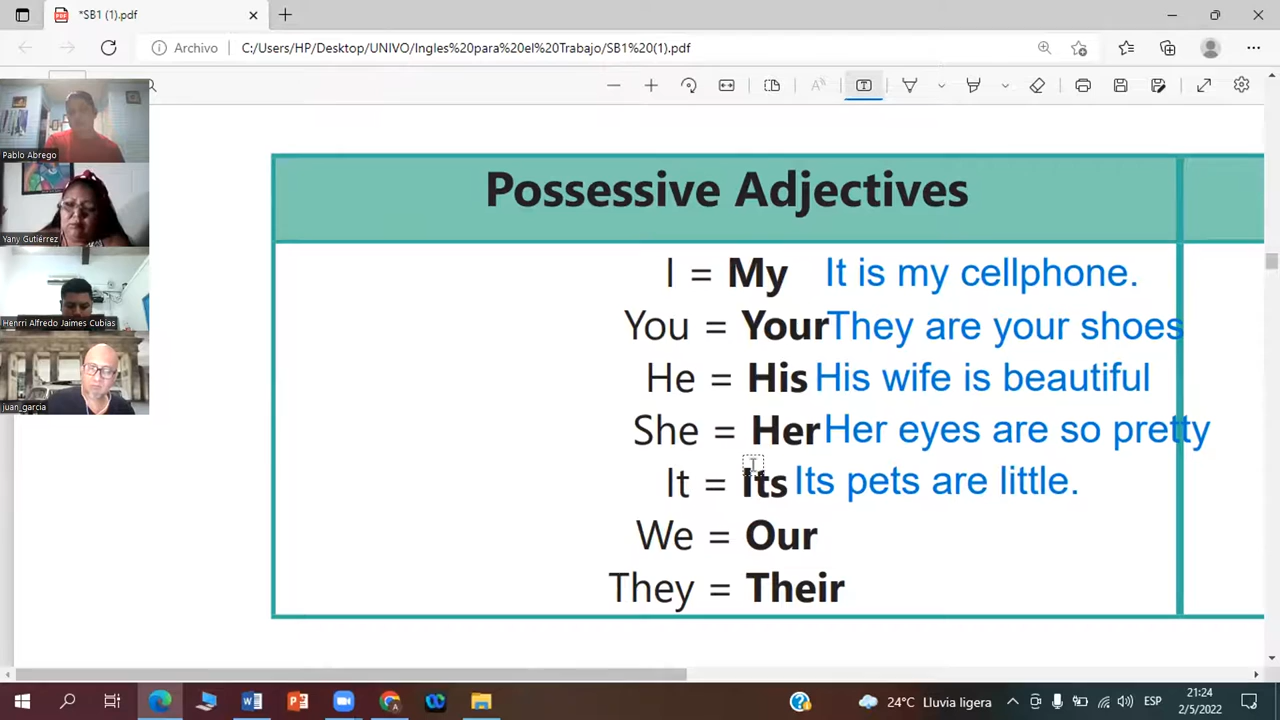 *SB1 (1).pdf
Archivo
C:/Users/HP/Desktop/UNIVO/Ingles%20para%20el%20Trabajo/SB1%20(1).pdf
Pablo Abrego
Yany Gutiérrez
Henrri Alfredo Jaimes Cubias
juan_garcia
Possessive Adjectives
I = My It is my cellphone.
You = Your They are your shoes
He = His His wife is beautiful
She = Her Her eyes are so pretty
It = Its Its pets are little.
We = Our
They = Their
24°C Lluvia ligera
ESP
21:24
2/5/2022